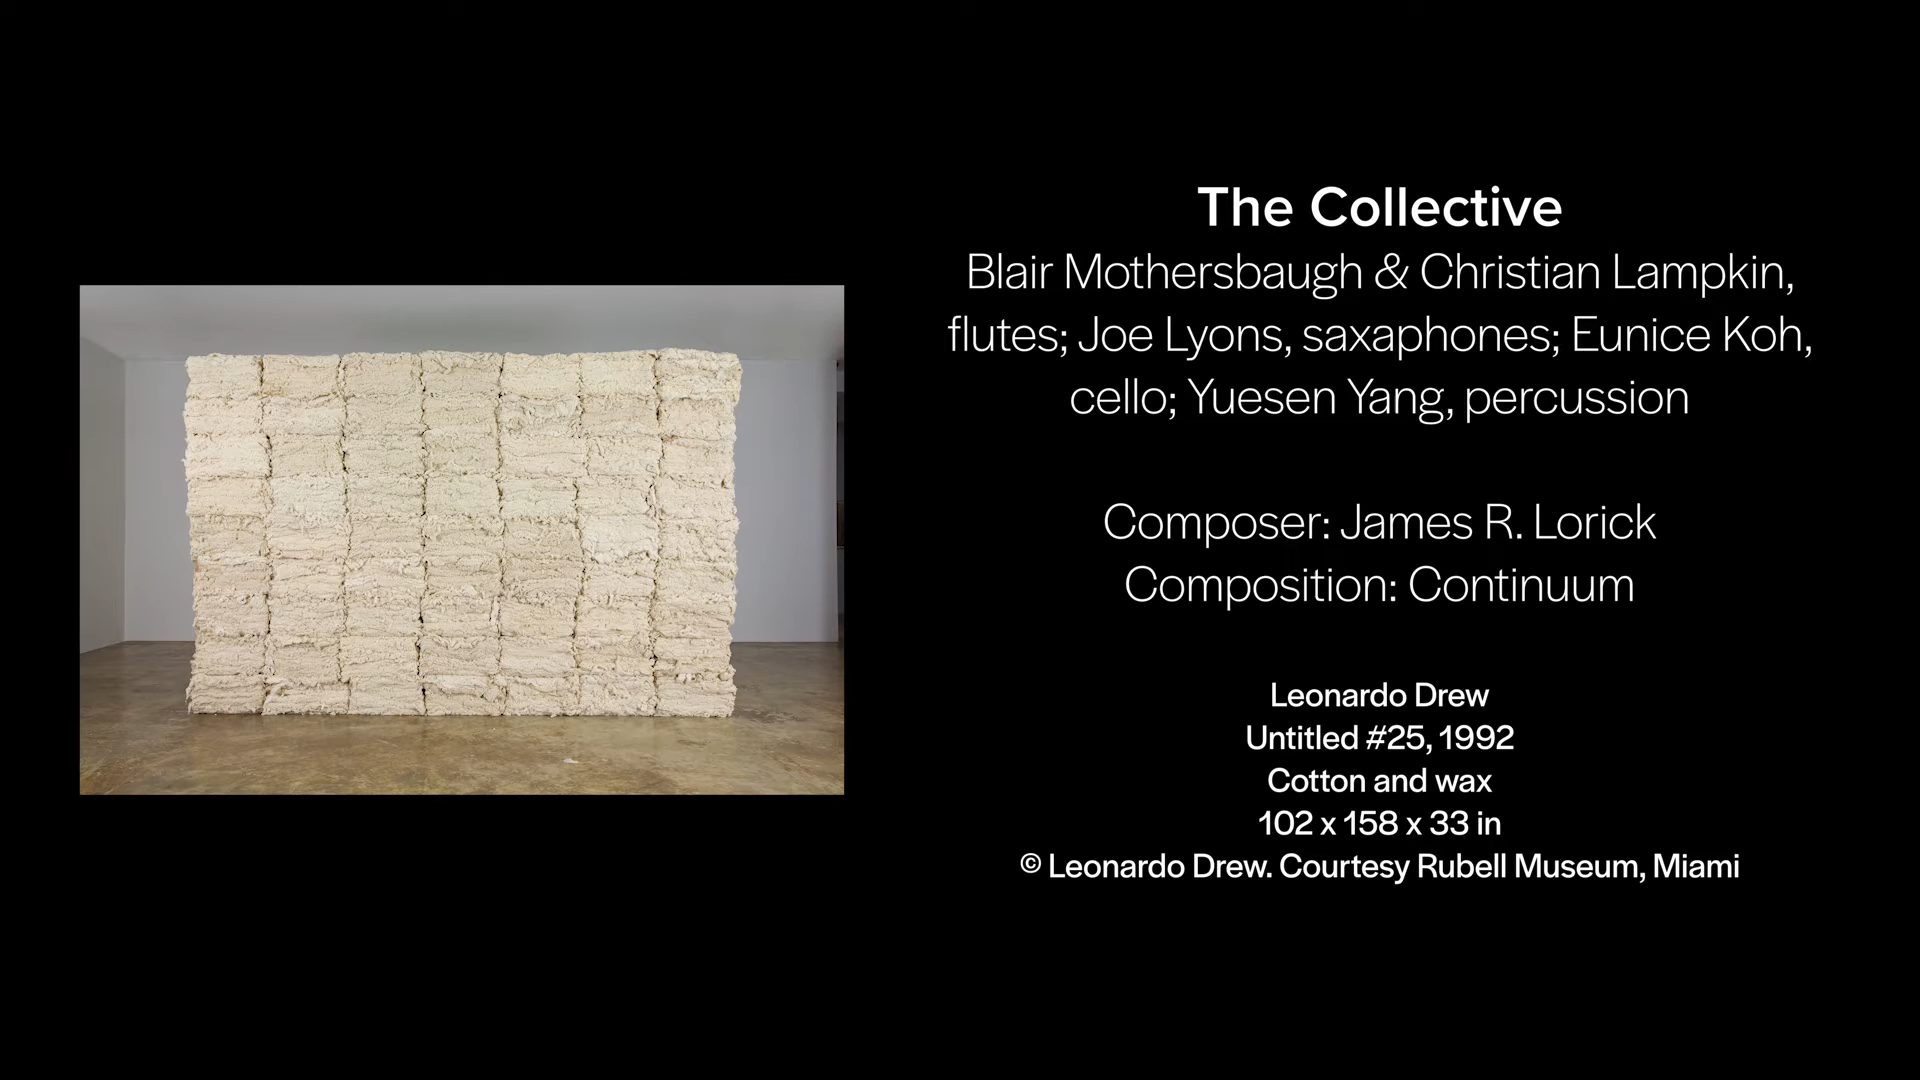 The Collective
Blair Mothersbaugh & Christian Lampkin,
flutes; Joe Lyons, saxaphones; Eunice Koh,
cello; Yuesen Yang, percussion
Composer: James R. Lorick
Composition: Continuum
Leonardo Drew
Untitled #25, 1992
Cotton and wax
102 x 158 x 33 in
© Leonardo Drew. Courtesy Rubell Museum, Miami